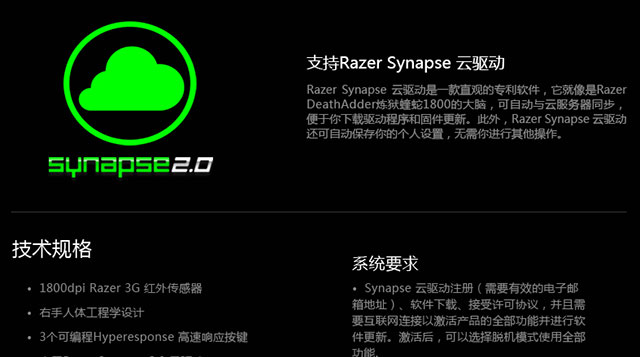 synapse2.0
支持Razer Synapse 云驱动
Razer Synapse 云驱动是一款直观的专利软件，它就像是Razer
DeathAdder炼狱蝰蛇1800的大脑，可自动与云服务器同步，
便于你下载驱动程序和固件更新。此外，Razer Synapse 云驱动
还可自动保存你的个人设置，无需你进行其他操作。
技术规格
• 1800dpi Razer 3G 红外传感器
• 右手人体工程学设计
• 3个可编程Hyperesponse 高速响应按键
系统要求
• Synapse 云驱动注册（需要有效的电子邮
箱地址）、软件下载、接受许可协议，并且需
要互联网连接以激活产品的全部功能并进行软
件更新。激活后，可以选择脱机模式使用全部
功能。